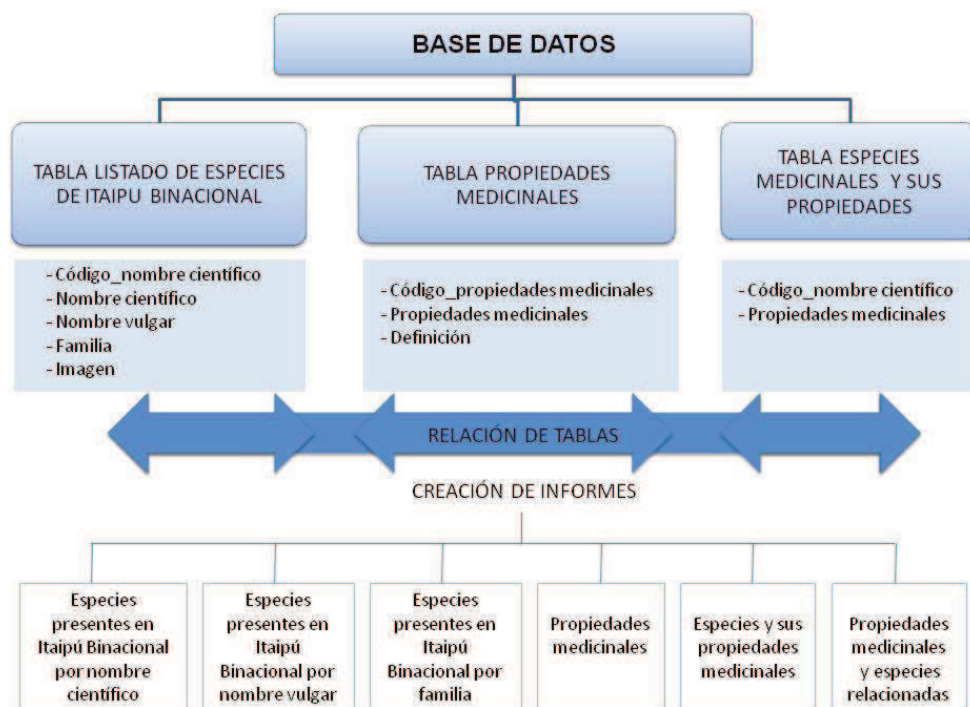 BASE DE DATOS
TABLA LISTADO DE ESPECIES
DE ITAIPU BINACIONAL
TABLA PROPIEDADES
MEDICINALES
TABLA ESPECIES
MEDICINALES Y SUS
PROPIEDADES
- Código_nombre científico
- Nombre científico
- Nombre vulgar
- Familia
- Imagen
- Código_propiedades medicinales
- Propiedades medicinales
- Definición
- Código_nombre científico
- Propiedades medicinales
RELACIÓN DE TABLAS
CREACIÓN DE INFORMES
Especies
presentes en
Itaipú Binacional
por nombre
científico
Especies
presentes en
Itaipú
Binacional por
nombre vulgar
Especies
presentes en
Itaipú
Binacional por
familia
Propiedades
medicinales
Especies y sus
propiedades
medicinales
Propiedades
medicinales
y especies
relacionadas